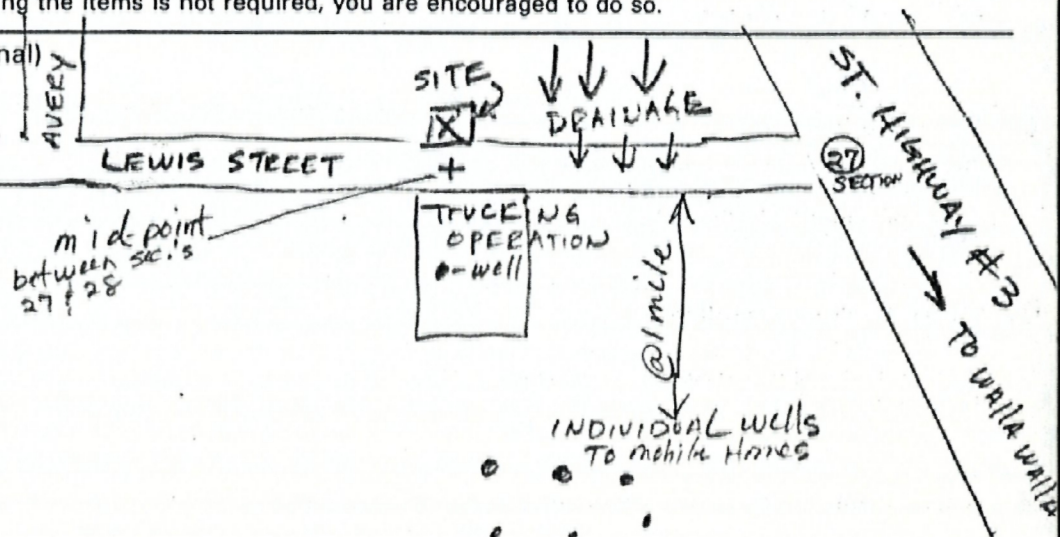 ng the items is not required, you are encouraged to do so.
nal)
AVERY
SITE
X
DRAINAGE
ST. HIGHWAY #3
LEWIS STREET
+
27
SECTION
mid-point
between sec.'s
27 & 28
TRUCKING
OPERATION
•-well
@1 mile
TO WALLA WALLA
INDIVIDUAL WELLS
To Mobile Homes